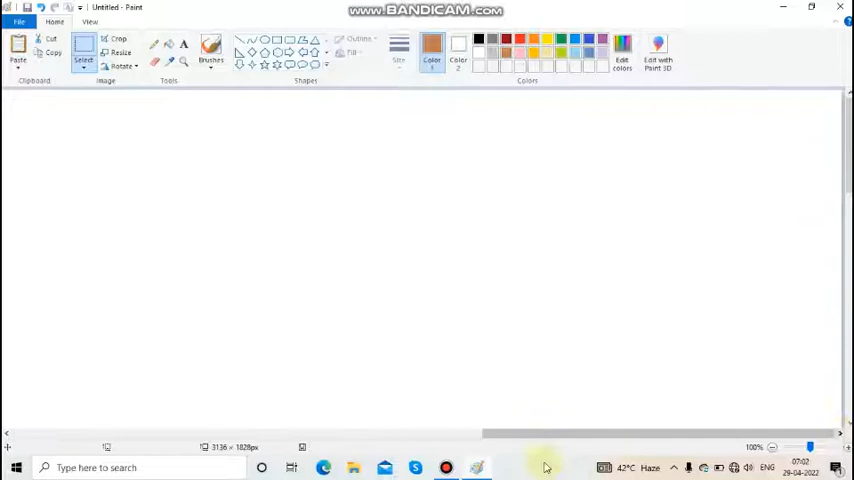 Untitled - Paint
www.BANDICAM.com
File Home View
Paste
Cut
Copy
Clipboard
Select
Crop
Resize
Rotate
Image
A
Tools
Brushes
Outline
Fill
Shapes
Size
Color 1
Color 2
Colors
Edit colors
Edit with Paint 3D
3136 × 1828px
100%
Type here to search
42°C Haze
ENG
07:02
29-04-2022